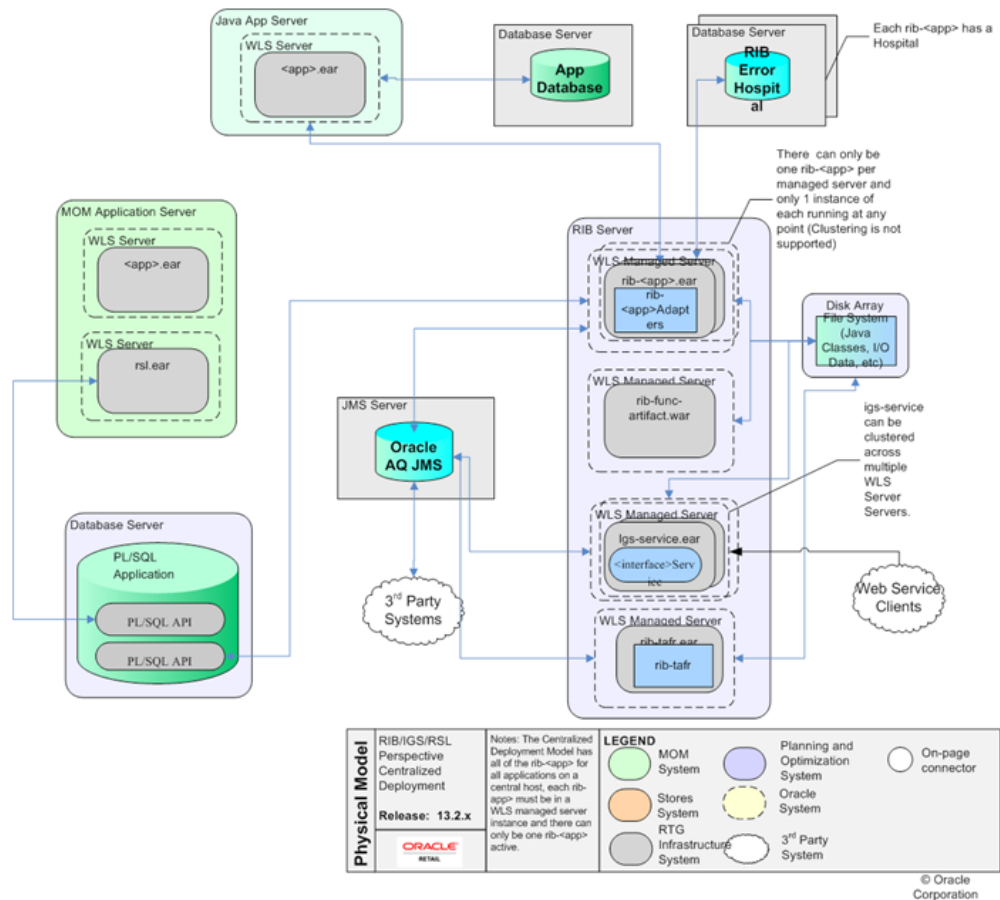 Java App Server
WLS Server
<app>.ear
Database Server
App
Database
Database Server
RIB
Error
Hospit
al
Each rib-<app> has a
Hospital
There can only be
one rib-<app> per
managed server and
only 1 instance of
each running at any
point (Clustering is not
supported)
MOM Application Server
WLS Server
<app>.ear
WLS Server
rsl.ear
RIB Server
WLS Managed Server
rib-<app>.ear
rib-
<app>Adapt
ers
Disk Array
File System
(Java
Classes, I/O
Data, etc)
WLS Managed Server
rib-func-
artifact.war
JMS Server
Oracle
AQ JMS
igs-service
can be
clustered
across
multiple
WLS
Server
Servers.
WLS Managed Server
Igs-service.ear
<interface>Serv
ice
Database Server
PL/SQL
Application
PL/SQL API
PL/SQL API
3rd Party
Systems
Web Service
Clients
WLS Managed Server
rib-tafr.ear
rib-tafr
Physical Model
RIB/IGS/RSL
Perspective
Centralized
Deployment
Release: 13.2.x
ORACLE
RETAIL
Notes: The Centralized
Deployment Model has
all of the rib-<app> for
all applications on a
central host, each rib-
app> must be in a
WLS managed server
instance and there can
only be one rib-<app>
active.
LEGEND
MOM
System
Stores
System
RTG
Infrastructure
System
Planning and
Optimization
System
Oracle
System
3rd Party
System
On-page
connector
© Oracle
Corporation